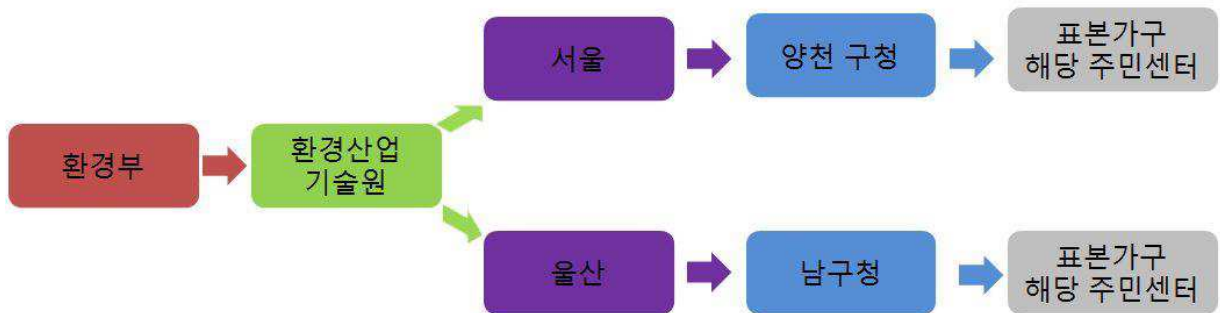 환경부
환경산업
기술원
서울
양천 구청
표본가구
해당 주민센터
울산
남구청
표본가구
해당 주민센터